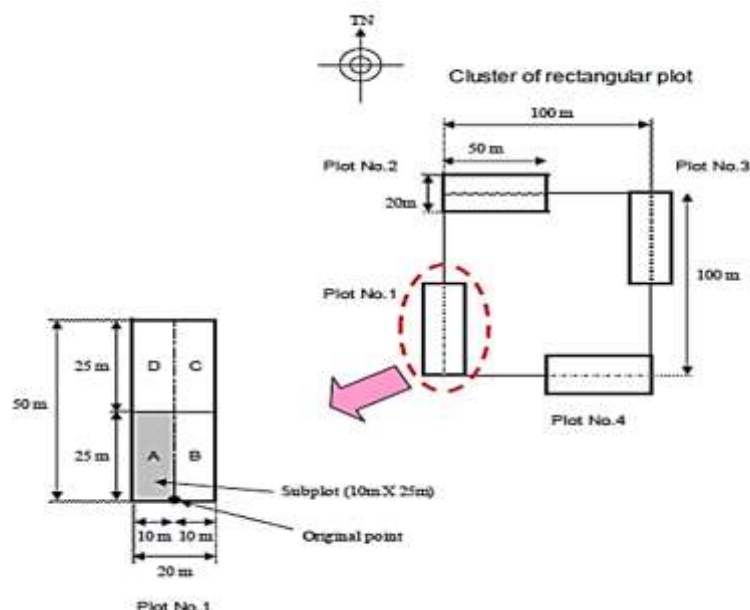 TN
Cluster of rectangular plot
100 m
50 m
Plot No.2
Plot No.3
20m
Plot No.1
100 m
Plot No.4
D
C
25 m
50 m
25 m
A
B
Subplot (10m X 25m)
Original point
10 m
10 m
20 m
Plot No.1